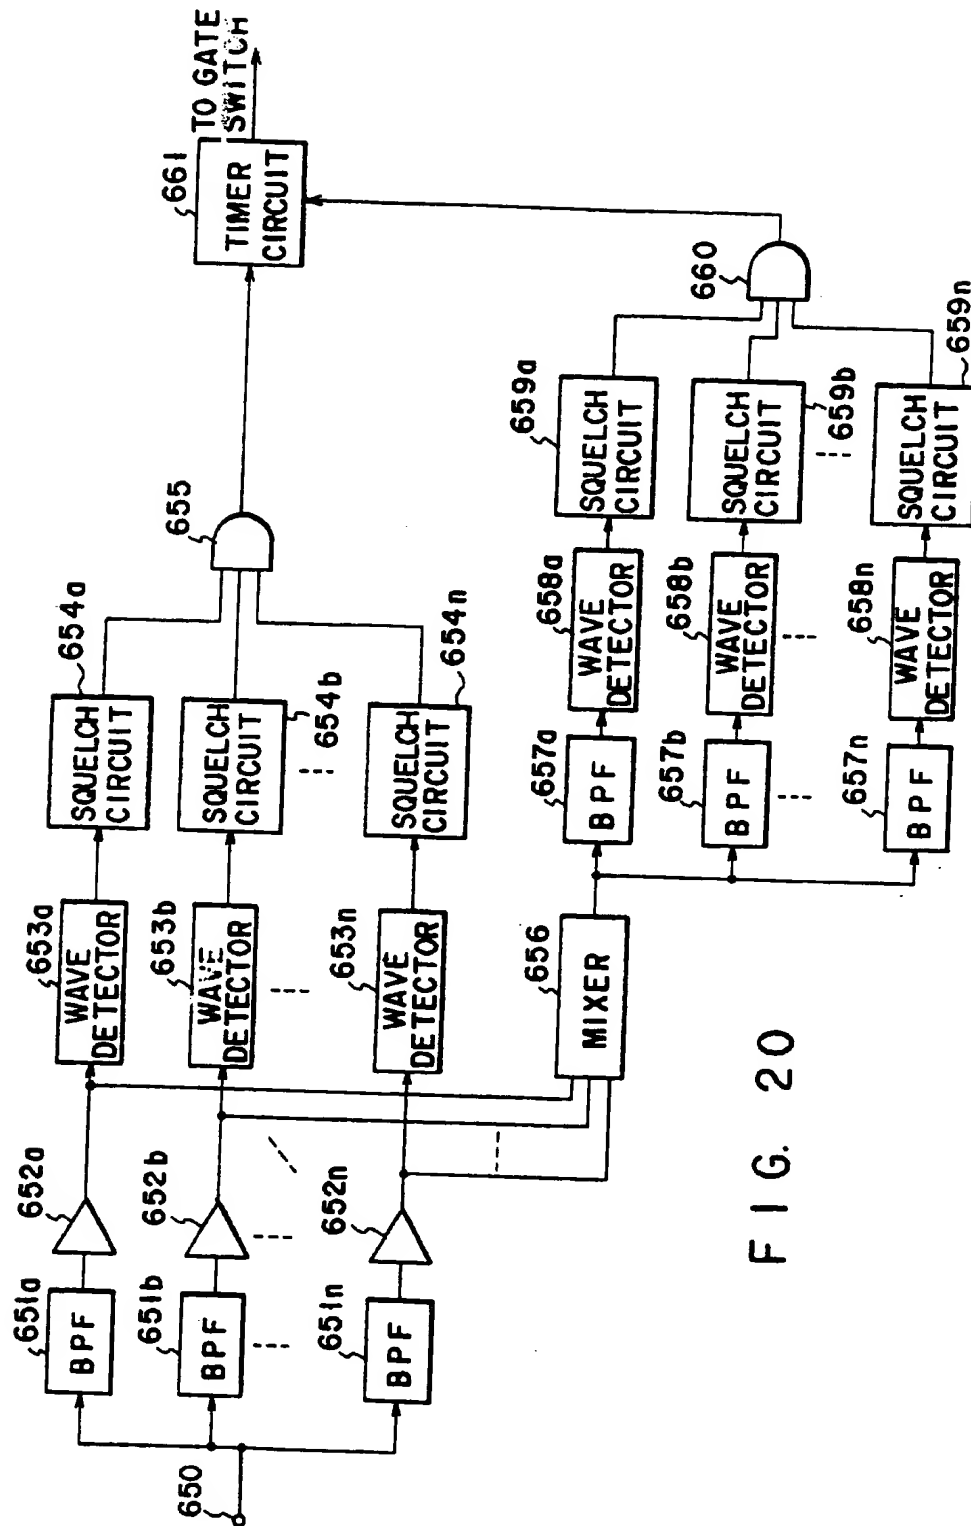 650
651a
BPF
651b
BPF
651n
BPF
652a
652b
652n
653a
WAVE
DETECTOR
653b
WAVE
DETECTOR
653n
WAVE
DETECTOR
654a
SQUELCH
CIRCUIT
654b
SQUELCH
CIRCUIT
654n
SQUELCH
CIRCUIT
655
661
TIMER
CIRCUIT
TO GATE
SWITCH
656
MIXER
657a
BPF
657b
BPF
657n
BPF
658a
WAVE
DETECTOR
658b
WAVE
DETECTOR
658n
WAVE
DETECTOR
659a
SQUELCH
CIRCUIT
659b
SQUELCH
CIRCUIT
659n
SQUELCH
CIRCUIT
660
FIG. 20